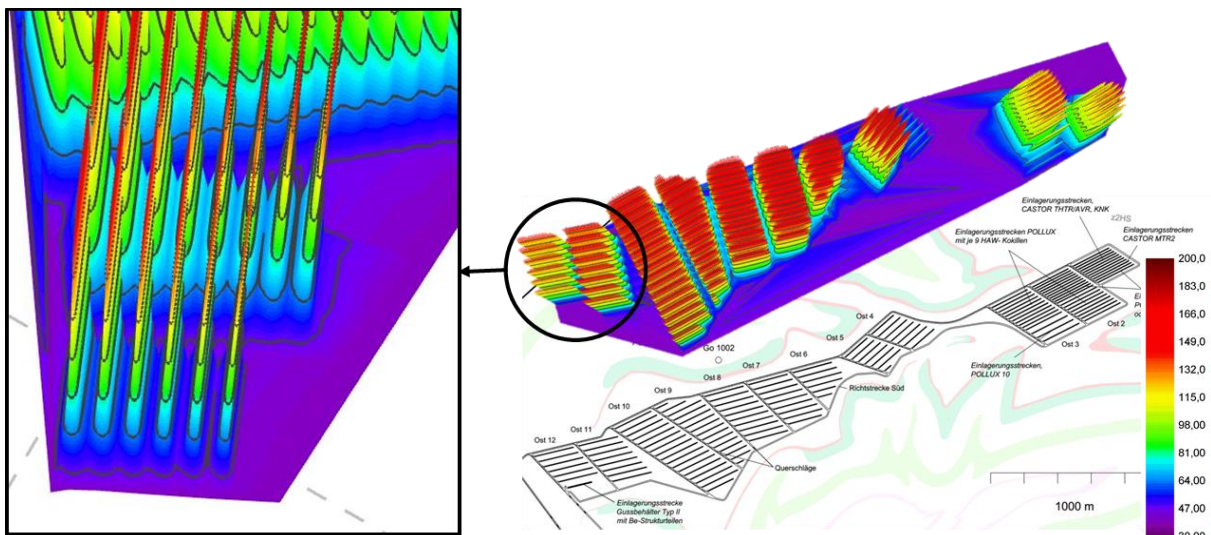 Einlagerungsstrecken,
CASTOR THTR/AVR, KNK
z2HS
Einlagerungsstrecken POLLUX
mit je 9 HAW- Kokillen
Einlagerungsstrecken
CASTOR MTR2
Ost 2
Ost 3
Einlagerungsstrecken,
POLLUX 10
Ost 4
Ost 5
Go 1002
Ost 6
Ost 7
Ost 8
Richtstrecke Süd
Ost 9
Ost 10
Ost 11
Ost 12
Querschläge
Einlagerungsstrecke
Gussbehälter Typ II
mit Be-Strukturteilen
1000 m
200,0
183,0
166,0
149,0
132,0
115,0
98,00
81,00
64,00
47,00
30,00